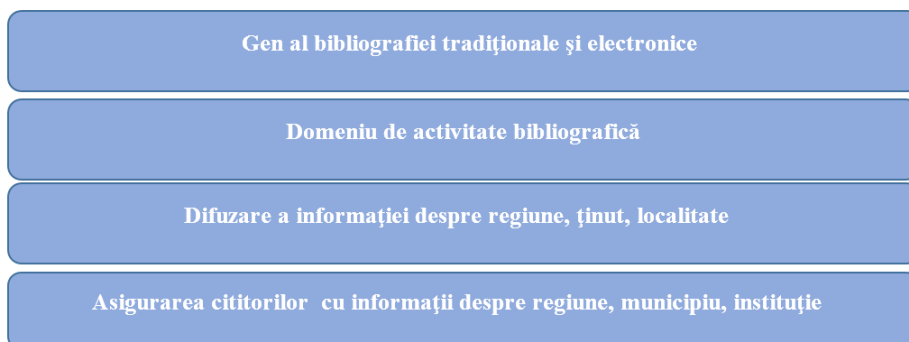 Gen al bibliografiei tradiţionale şi electronice
Domeniu de activitate bibliografică
Difuzare a informaţiei despre regiune, ţinut, localitate
Asigurarea cititorilor  cu informaţii despre regiune, municipiu, instituţie